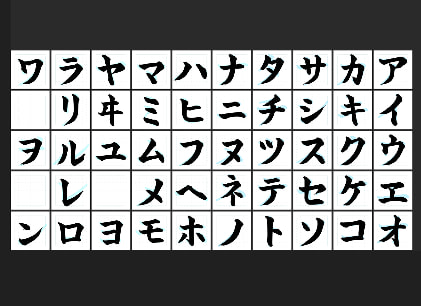 アイウエオ
カキクケコ
サシスセソ
タチツテト
ナニヌネノ
ハヒフヘホ
マミムメモ
ヤヰユヨ
ラリルレロ
ワヲン